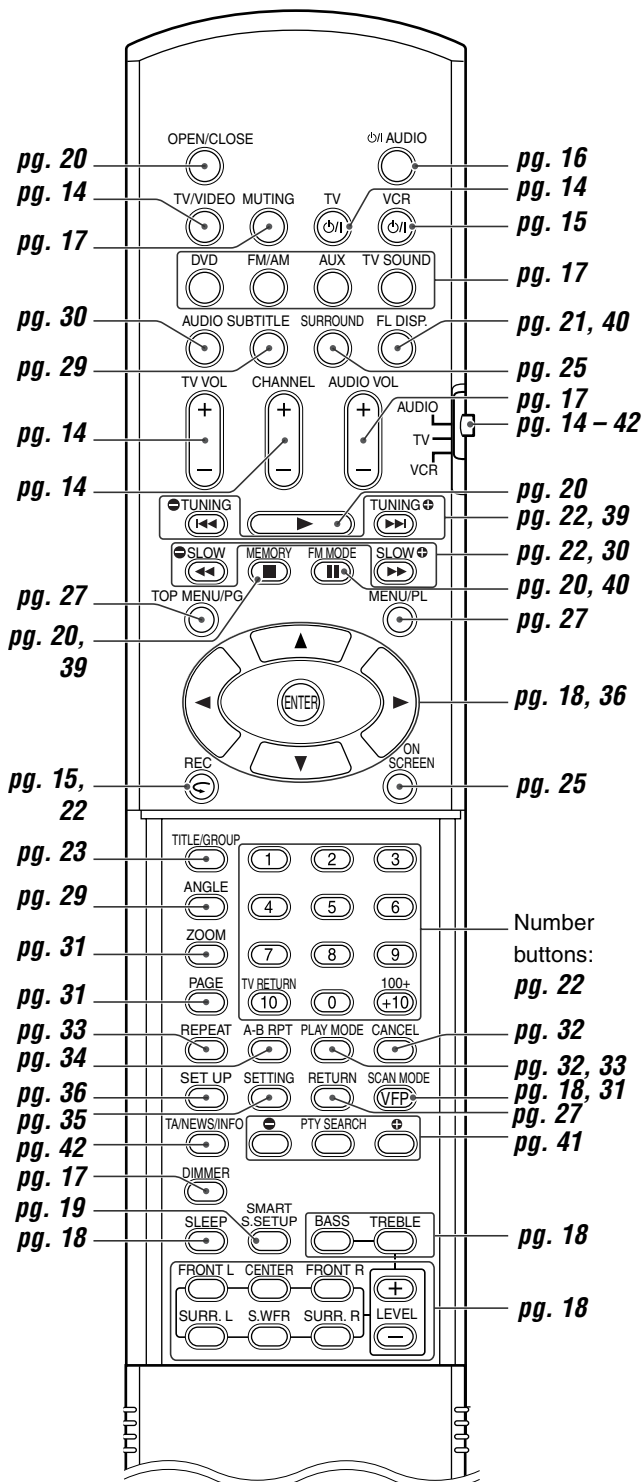 OPEN/CLOSE ⏻/I AUDIO
pg. 20 pg. 16
pg. 14 TV/VIDEO MUTING TV VCR pg. 14
⏻/I ⏻/I pg. 15
pg. 17
DVD FM/AM AUX TV SOUND pg. 17
pg. 30 AUDIO SUBTITLE SURROUND FL DISP. pg. 21, 40
pg. 29 pg. 25
TV VOL CHANNEL AUDIO VOL
+ + + pg. 17
AUDIO
pg. 14 TV pg. 14 – 42
– – – VCR
pg. 14 pg. 20
TUNING TUNING pg. 22, 39
SLOW MEMORY FM MODE SLOW pg. 22, 30
pg. 27 TOP MENU/PG MENU/PL pg. 20, 40
pg. 20, pg. 27
39
ENTER pg. 18, 36
REC ON
SCREEN
pg. 15, pg. 25
22
TITLE/GROUP
pg. 23 1 2 3
ANGLE
pg. 29 4 5 6 Number
ZOOM buttons:
pg. 31 7 8 9 pg. 22
PAGE TV RETURN 100+
pg. 31 10 0 +10
pg. 33 REPEAT A-B RPT PLAY MODE CANCEL pg. 32
pg. 34 pg. 32, 33
pg. 36 SET UP SETTING RETURN SCAN MODE pg. 18, 31
VFP
pg. 35 pg. 27
pg. 42 TA/NEWS/INFO PTY SEARCH pg. 41
pg. 17 DIMMER
pg. 19 SMART
S.SETUP
pg. 18 SLEEP BASS TREBLE pg. 18
FRONT L CENTER FRONT R + pg. 18
SURR. L S.WFR SURR. R LEVEL
–